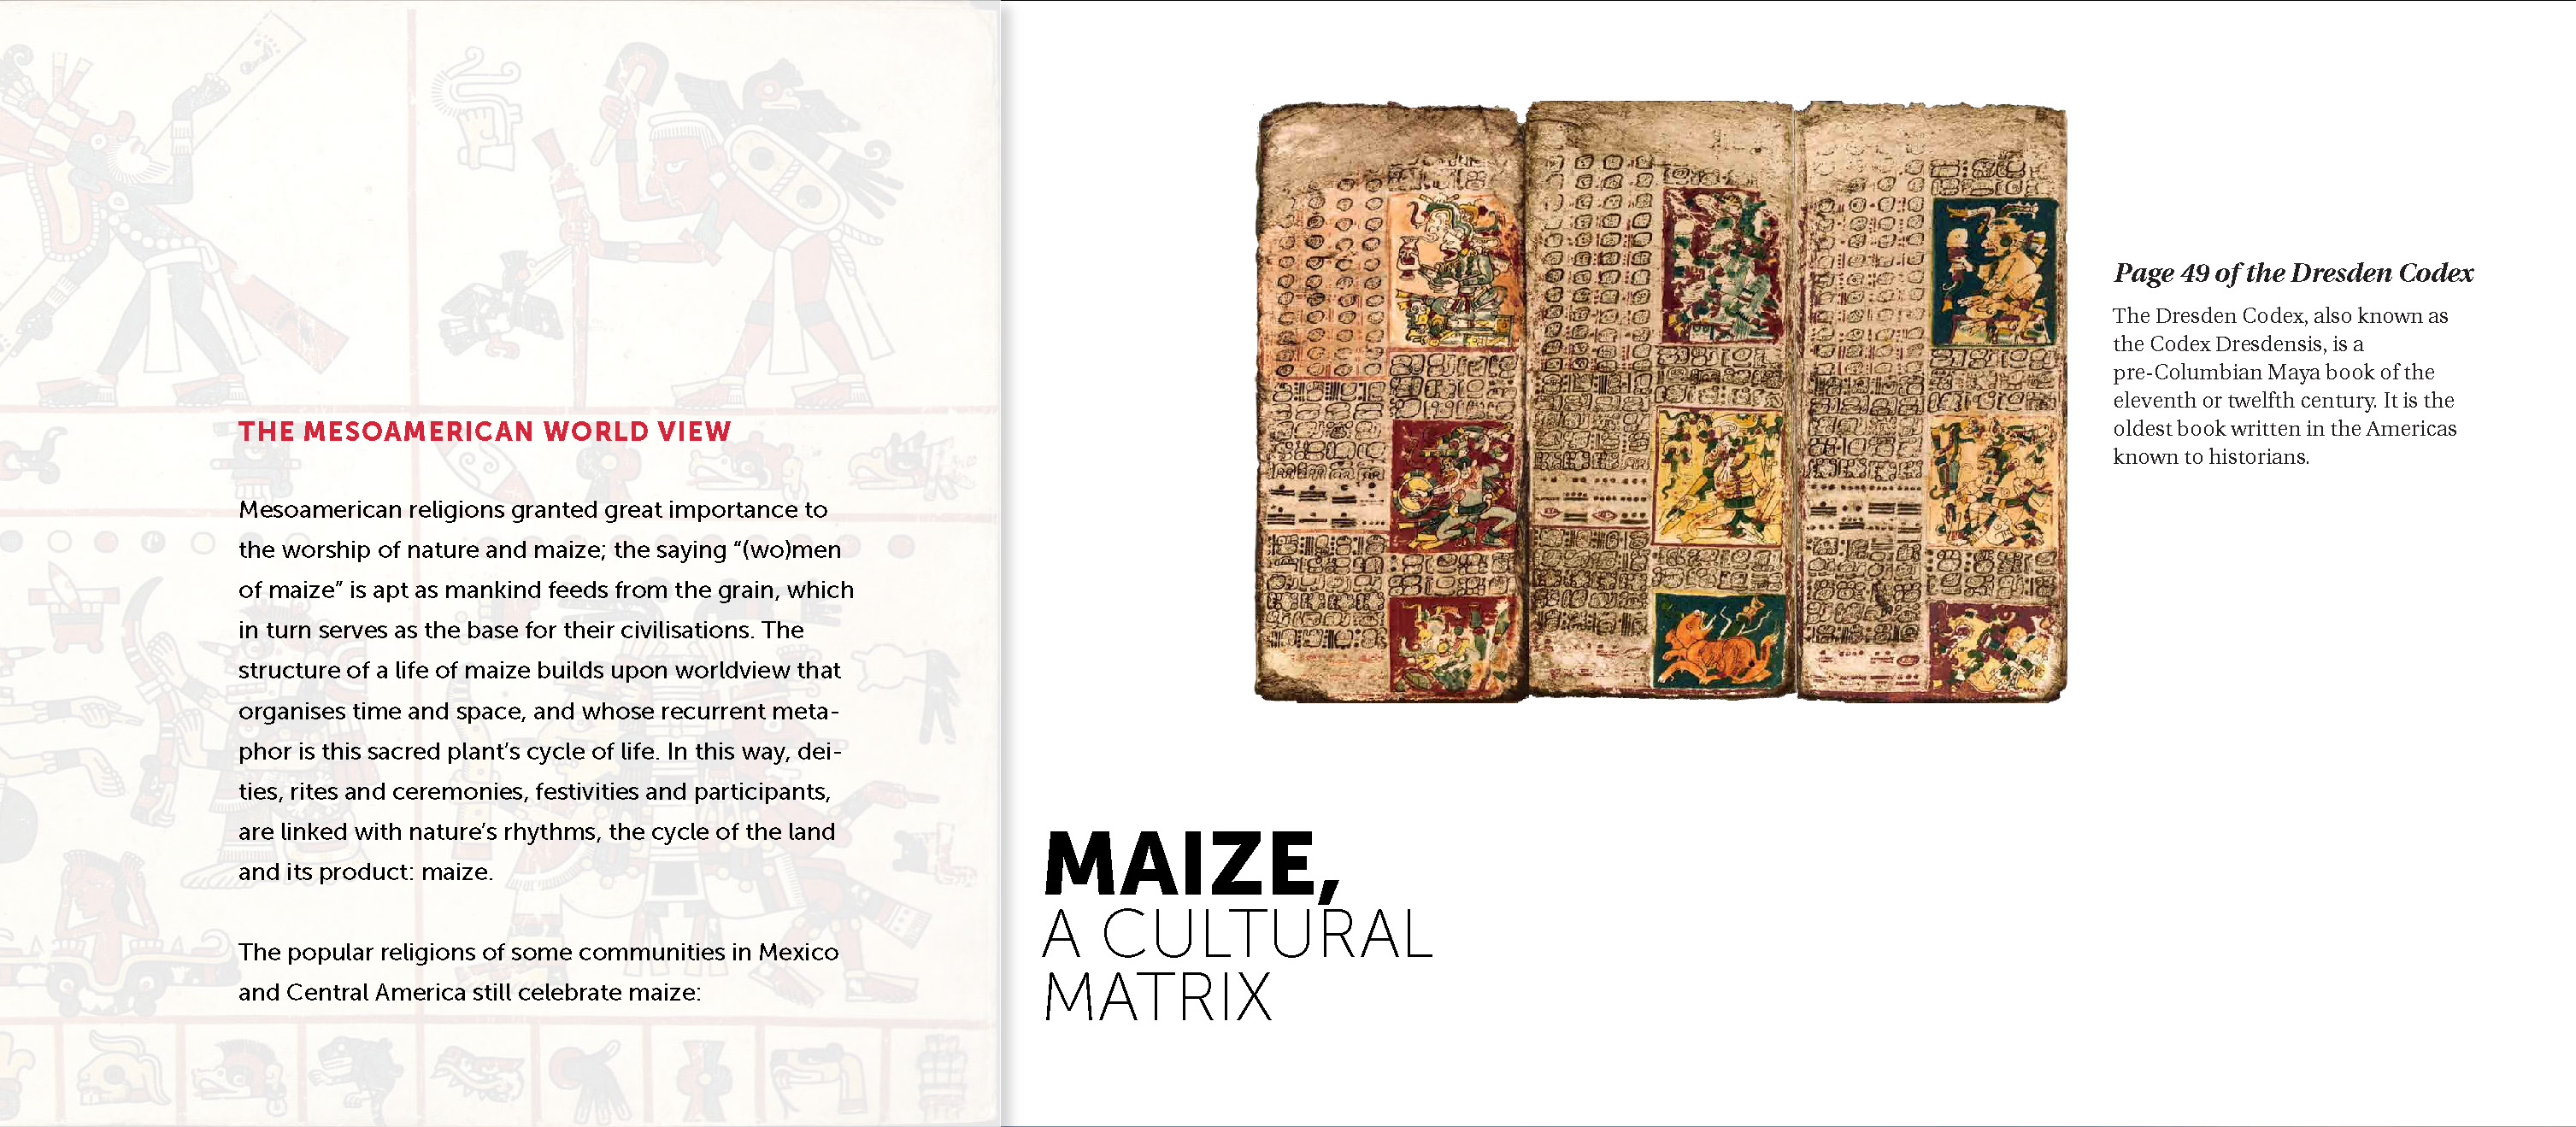 THE MESOAMERICAN WORLD VIEW
Mesoamerican religions granted great importance to
the worship of nature and maize; the saying “(wo)men
of maize” is apt as mankind feeds from the grain, which
in turn serves as the base for their civilisations. The
structure of a life of maize builds upon worldview that
organises time and space, and whose recurrent meta-
phor is this sacred plant’s cycle of life. In this way, dei-
ties, rites and ceremonies, festivities and participants,
are linked with nature’s rhythms, the cycle of the land
and its product: maize.
The popular religions of some communities in Mexico
and Central America still celebrate maize:
MAIZE,
A CULTURAL
MATRIX
Page 49 of the Dresden Codex
The Dresden Codex, also known as
the Codex Dresdensis, is a
pre-Columbian Maya book of the
eleventh or twelfth century. It is the
oldest book written in the Americas
known to historians.